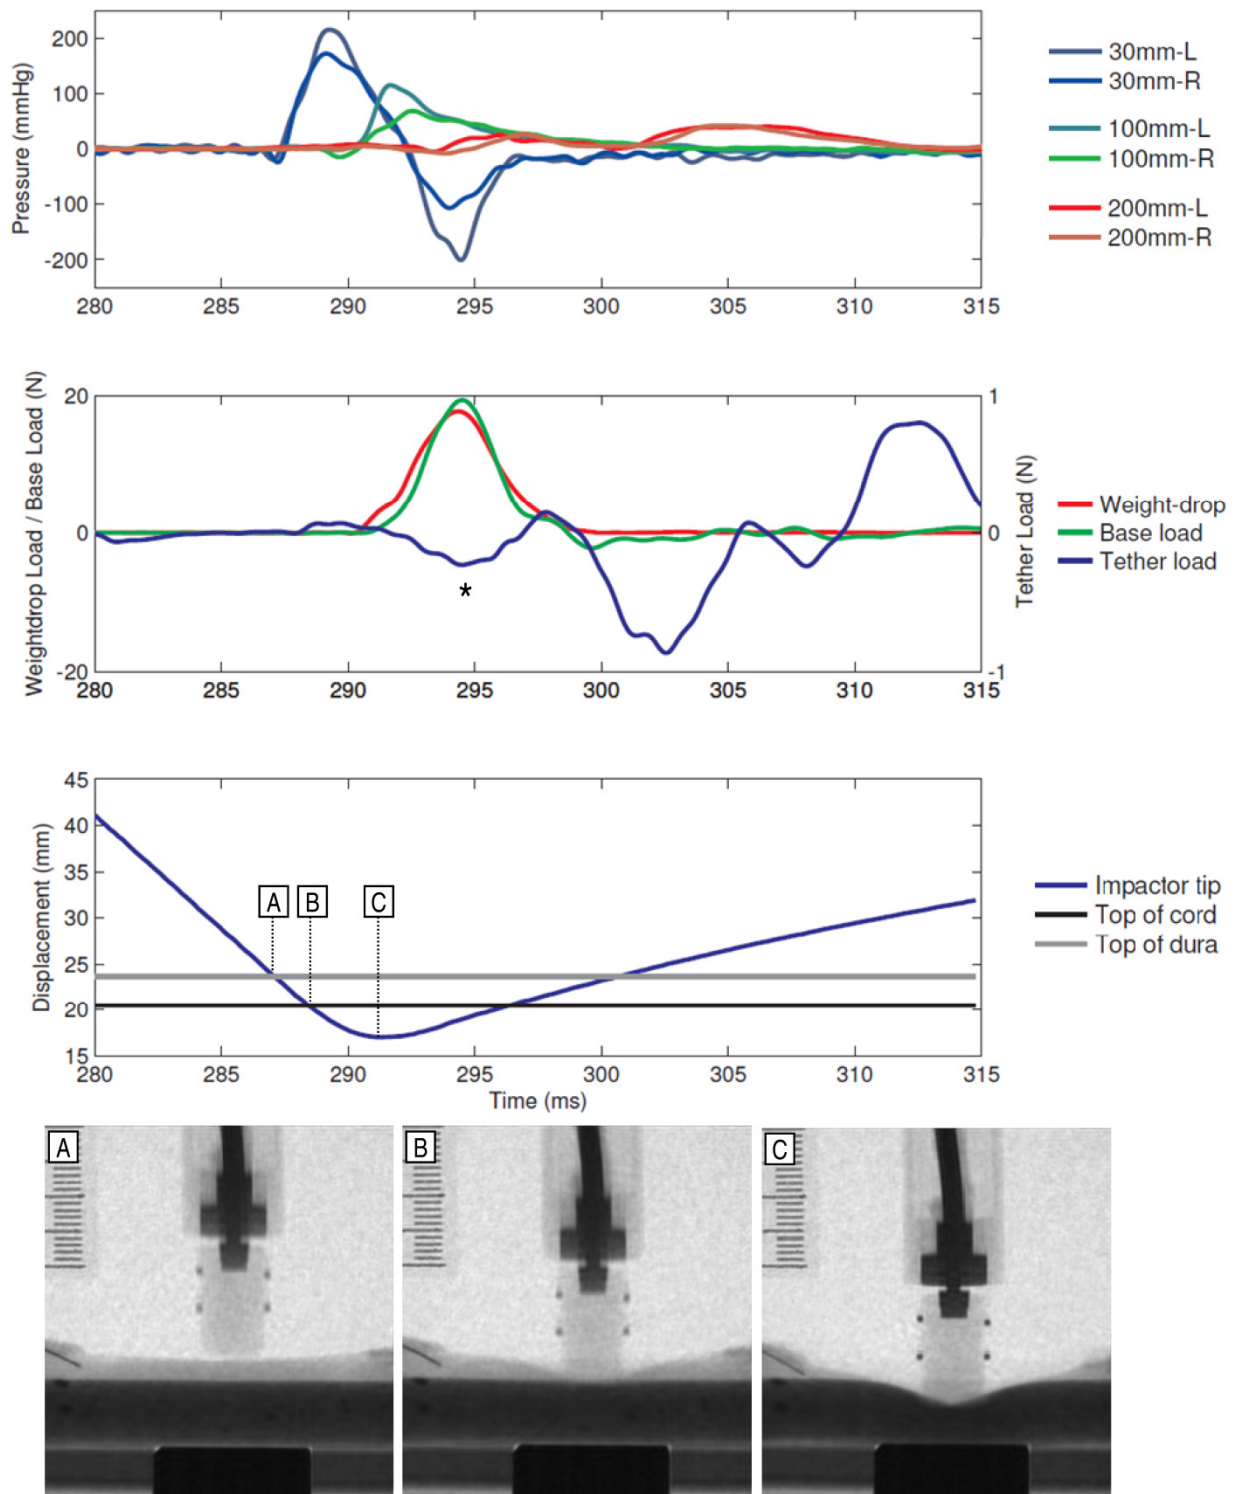 Pressure (mmHg)
200
100
0
-100
-200
280 285 290 295 300 305 310 315
30mm-L
30mm-R
100mm-L
100mm-R
200mm-L
200mm-R
Weightdrop Load / Base Load (N)
20
0
-20
1
0
-1
Tether Load (N)
*
280 285 290 295 300 305 310 315
Weight-drop
Base load
Tether load
Displacement (mm)
45
40
35
30
25
20
15
A B C
280 285 290 295 300 305 310 315
Time (ms)
Impactor tip
Top of cord
Top of dura
A B C